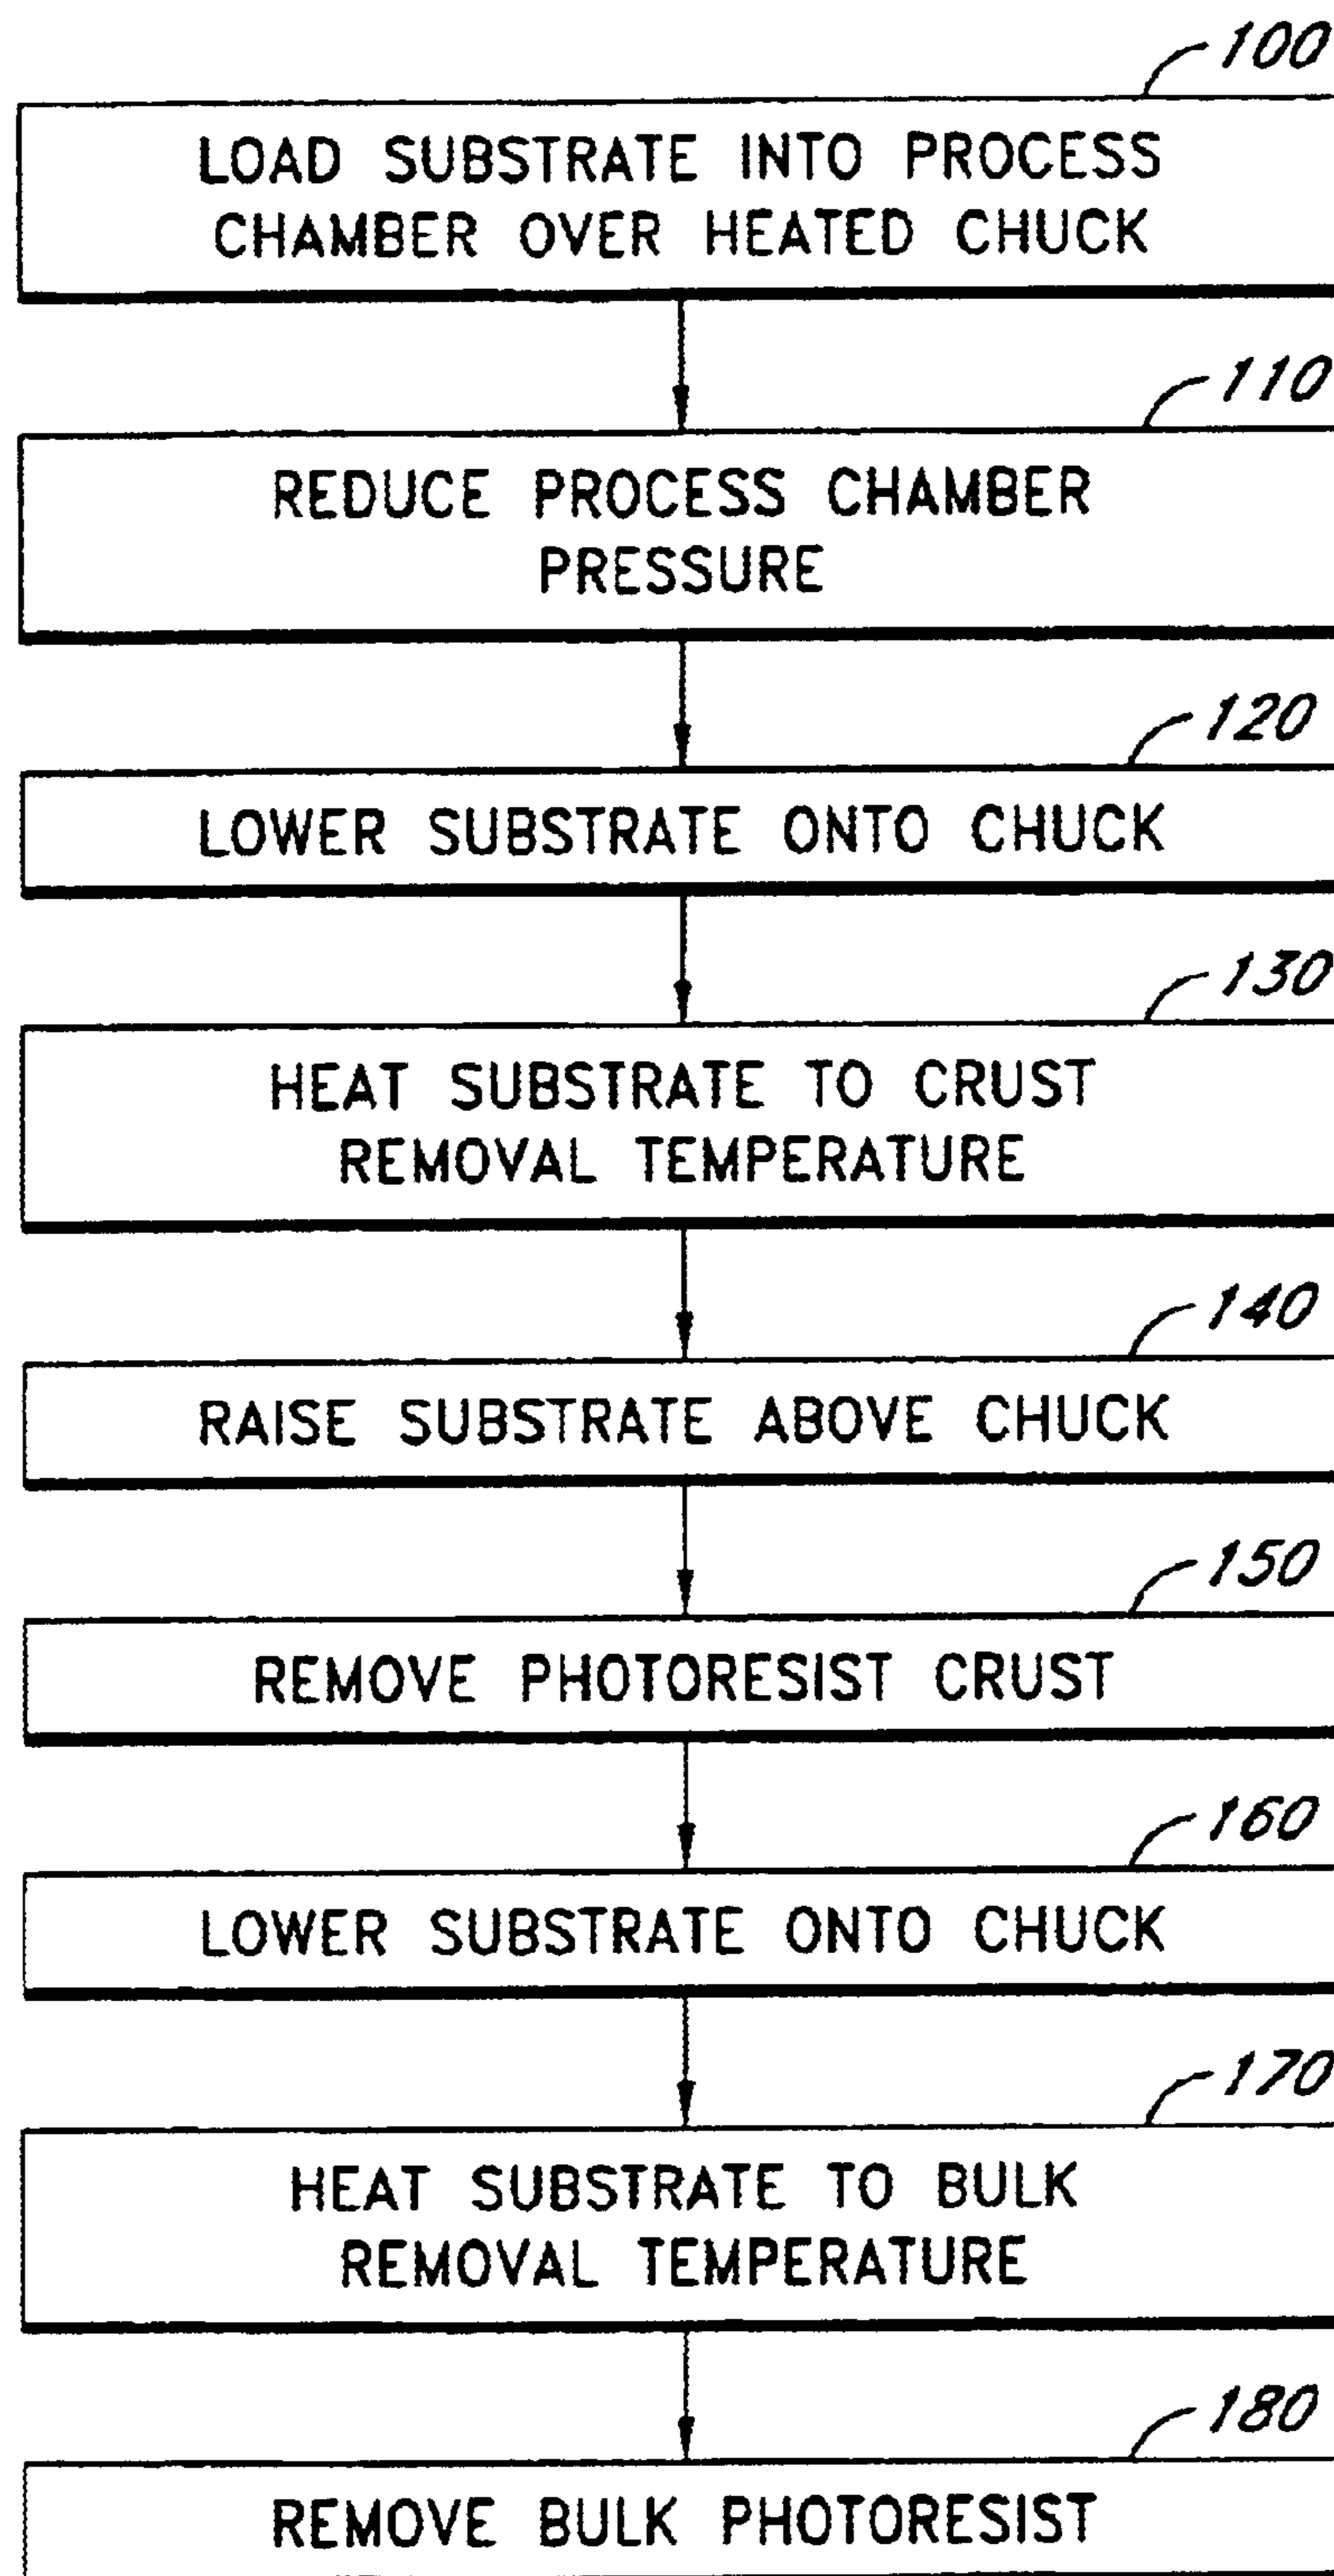 100
LOAD SUBSTRATE INTO PROCESS
CHAMBER OVER HEATED CHUCK
110
REDUCE PROCESS CHAMBER
PRESSURE
120
LOWER SUBSTRATE ONTO CHUCK
130
HEAT SUBSTRATE TO CRUST
REMOVAL TEMPERATURE
140
RAISE SUBSTRATE ABOVE CHUCK
150
REMOVE PHOTORESIST CRUST
160
LOWER SUBSTRATE ONTO CHUCK
170
HEAT SUBSTRATE TO BULK
REMOVAL TEMPERATURE
180
REMOVE BULK PHOTORESIST